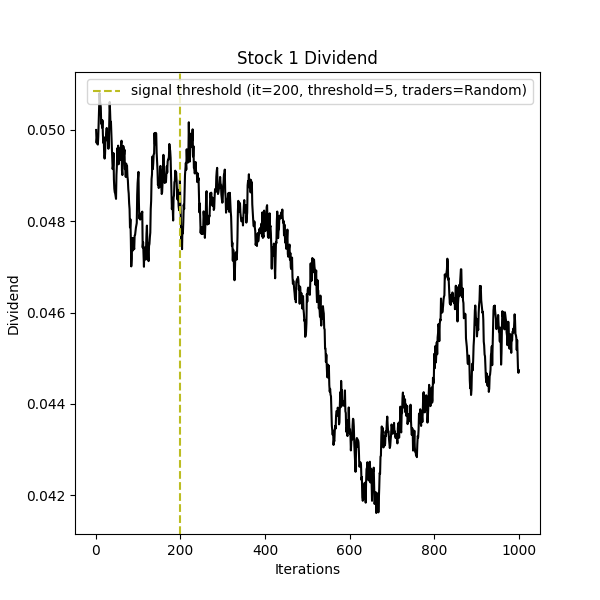 Stock 1 Dividend
signal threshold (it=200, threshold=5, traders=Random)
0.050
0.048
0.046
0.044
0.042
Dividend
0
200
400
600
800
1000
Iterations